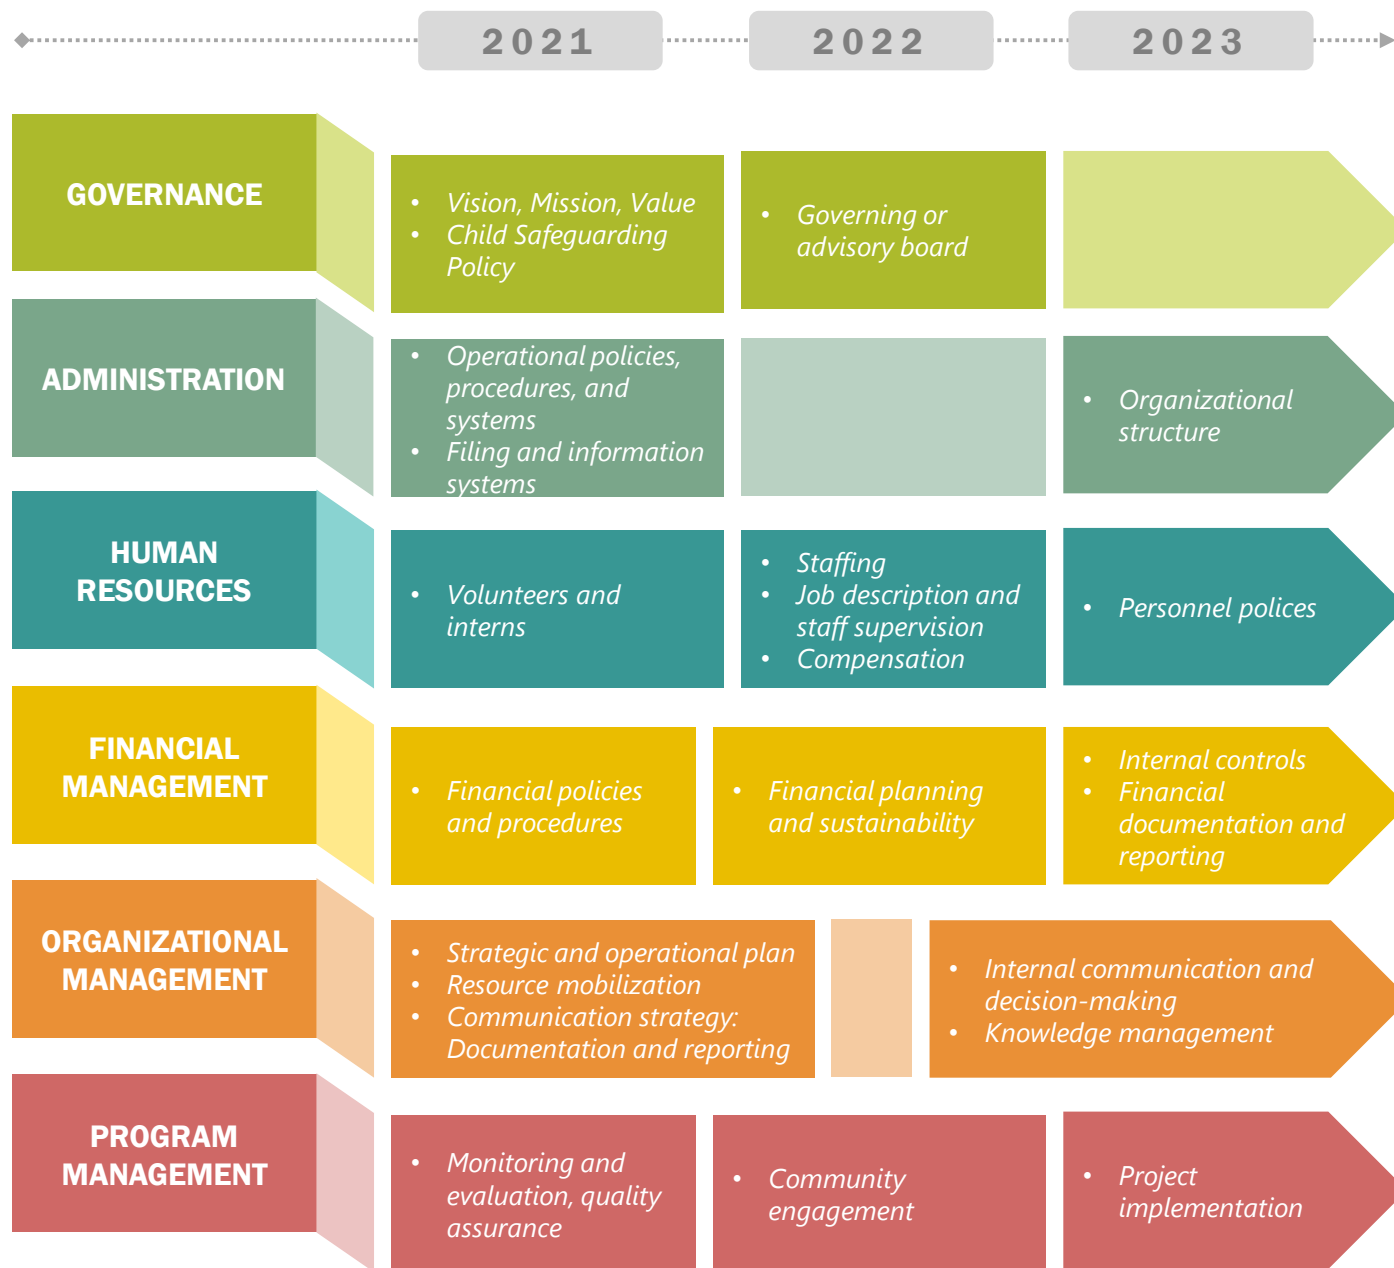 2021
2022
2023
GOVERNANCE
• Vision, Mission, Value
• Child Safeguarding
Policy
• Governing or
advisory board
ADMINISTRATION
• Operational policies,
procedures, and
systems
• Filing and information
systems
• Organizational
structure
HUMAN
RESOURCES
• Volunteers and
interns
• Staffing
• Job description and
staff supervision
• Compensation
• Personnel polices
FINANCIAL
MANAGEMENT
• Financial policies
and procedures
• Financial planning
and sustainability
• Internal controls
• Financial
documentation and
reporting
ORGANIZATIONAL
MANAGEMENT
• Strategic and operational plan
• Resource mobilization
• Communication strategy:
Documentation and reporting
• Internal communication and
decision-making
• Knowledge management
PROGRAM
MANAGEMENT
• Monitoring and
evaluation, quality
assurance
• Community
engagement
• Project
implementation